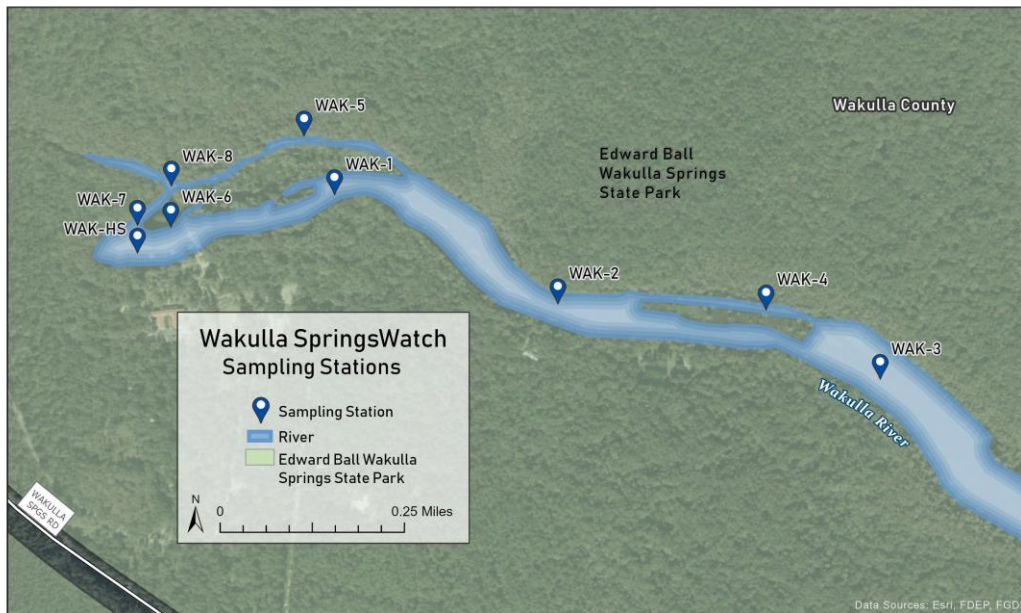 WAK-5
Wakulla County
WAK-8
WAK-1
Edward Ball
Wakulla Springs
State Park
WAK-7
WAK-6
WAK-HS
WAK-2
WAK-4
WAK-3
Wakulla River
Wakulla SpringsWatch
Sampling Stations
Sampling Station
River
Edward Ball Wakulla
Springs State Park
N
0
0.25 Miles
WAKULLA
SPGS RD
Data Sources: Esri, FDEP, FGD